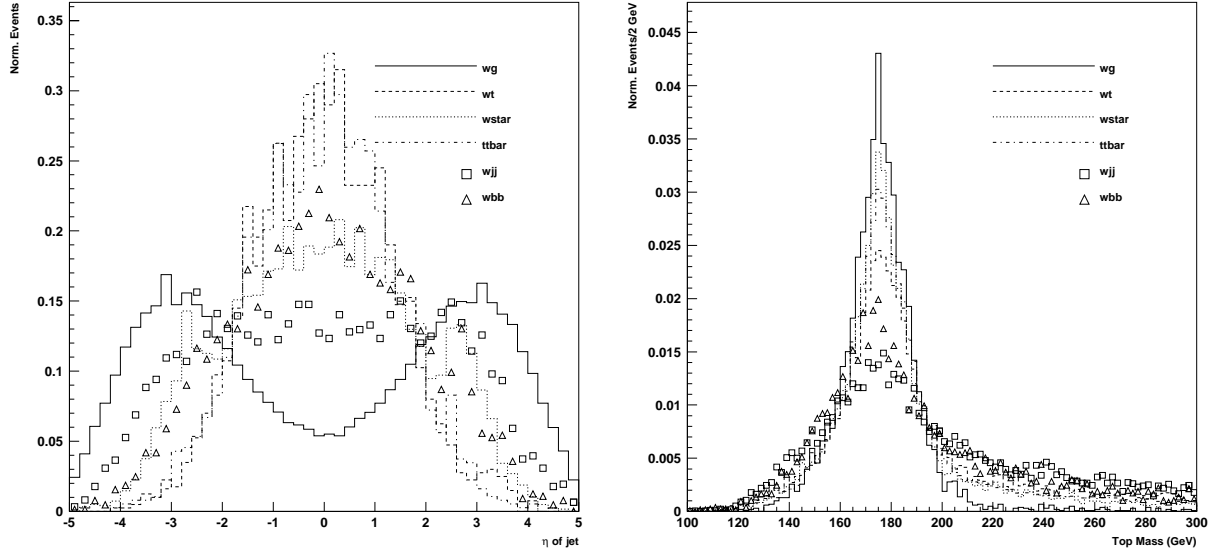 Norm. Events
0.35
0.3
0.25
0.2
0.15
0.1
0.05
0
-5 -4 -3 -2 -1 0 1 2 3 4 5
η of jet
wg
wt
wstar
ttbar
wjj
wbb
Norm. Events/2 GeV
0.045
0.04
0.035
0.03
0.025
0.02
0.015
0.01
0.005
0
100 120 140 160 180 200 220 240 260 280 300
Top Mass (GeV)
wg
wt
wstar
ttbar
wjj
wbb